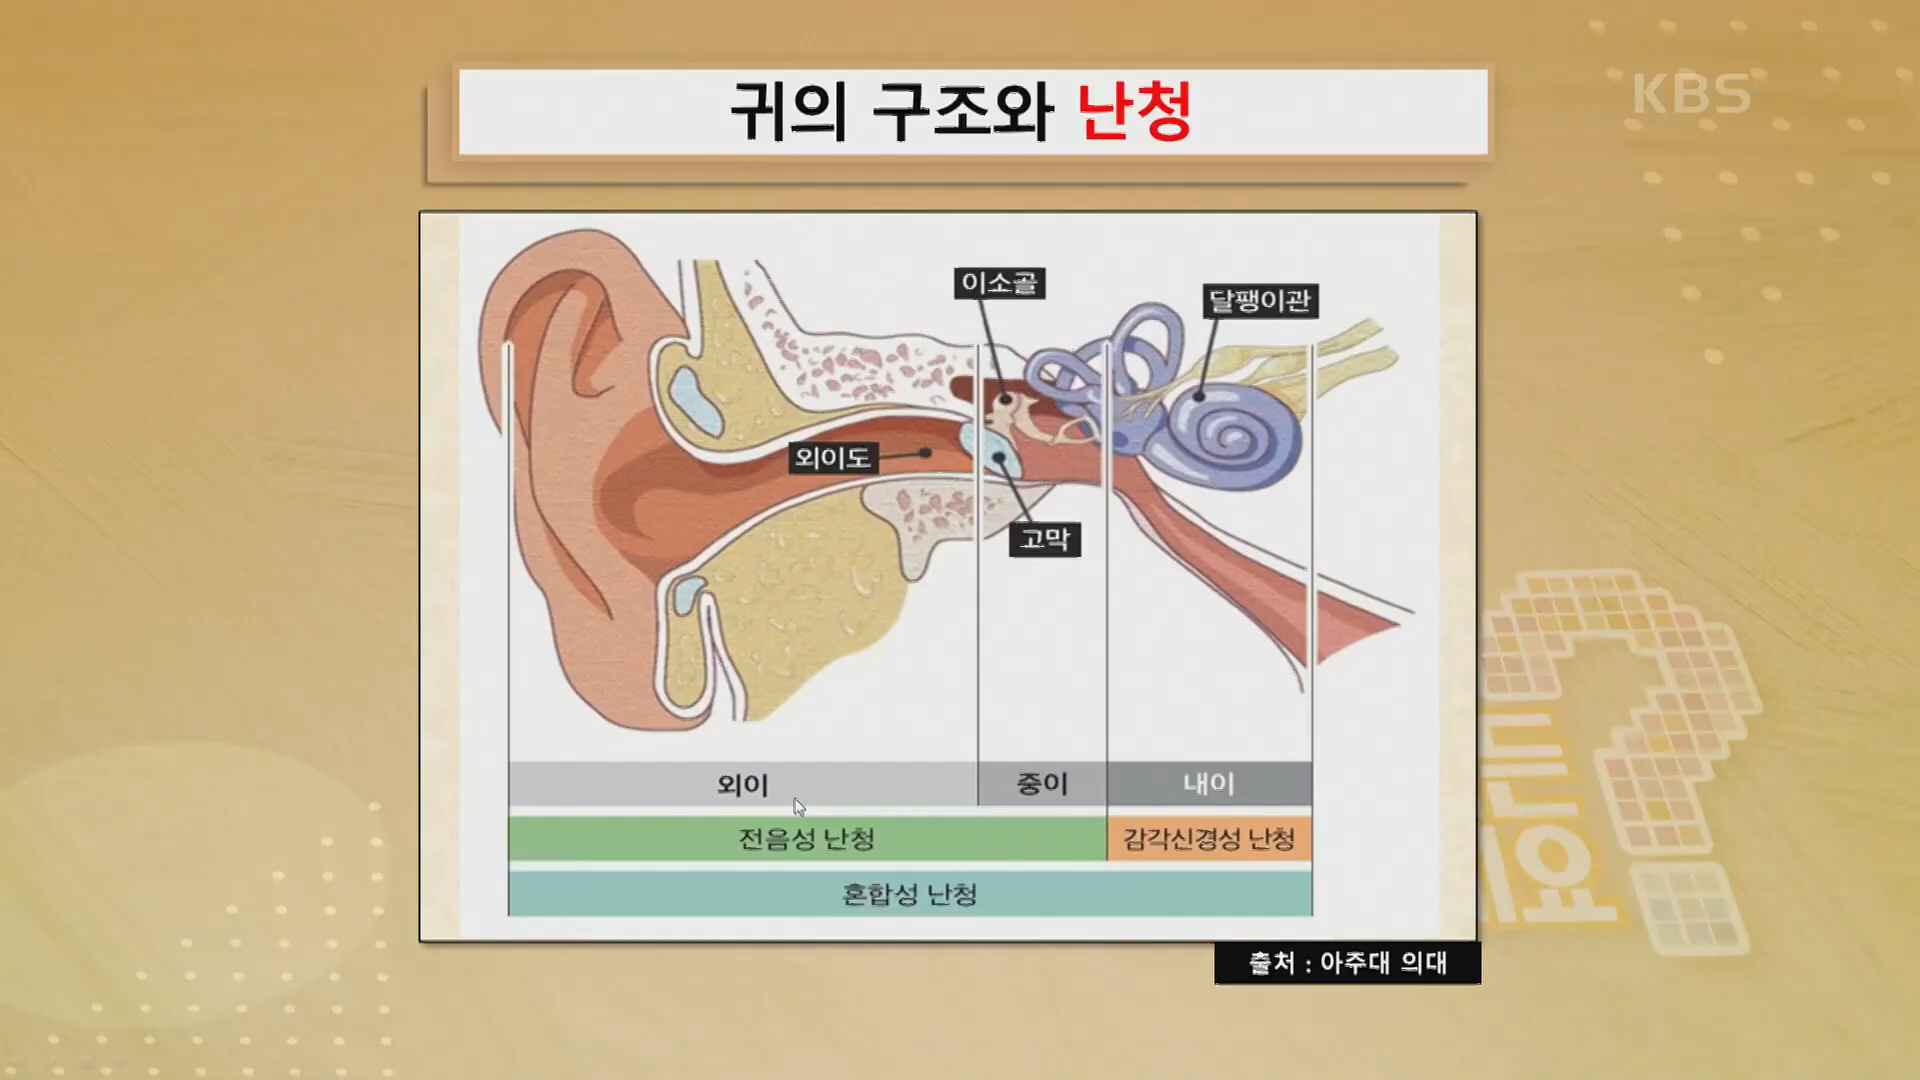 귀의 구조와 난청
KBS
이소골
달팽이관
외이도
고막
외이
중이
내이
전음성 난청
감각신경성 난청
혼합성 난청
출처 : 아주대 의대